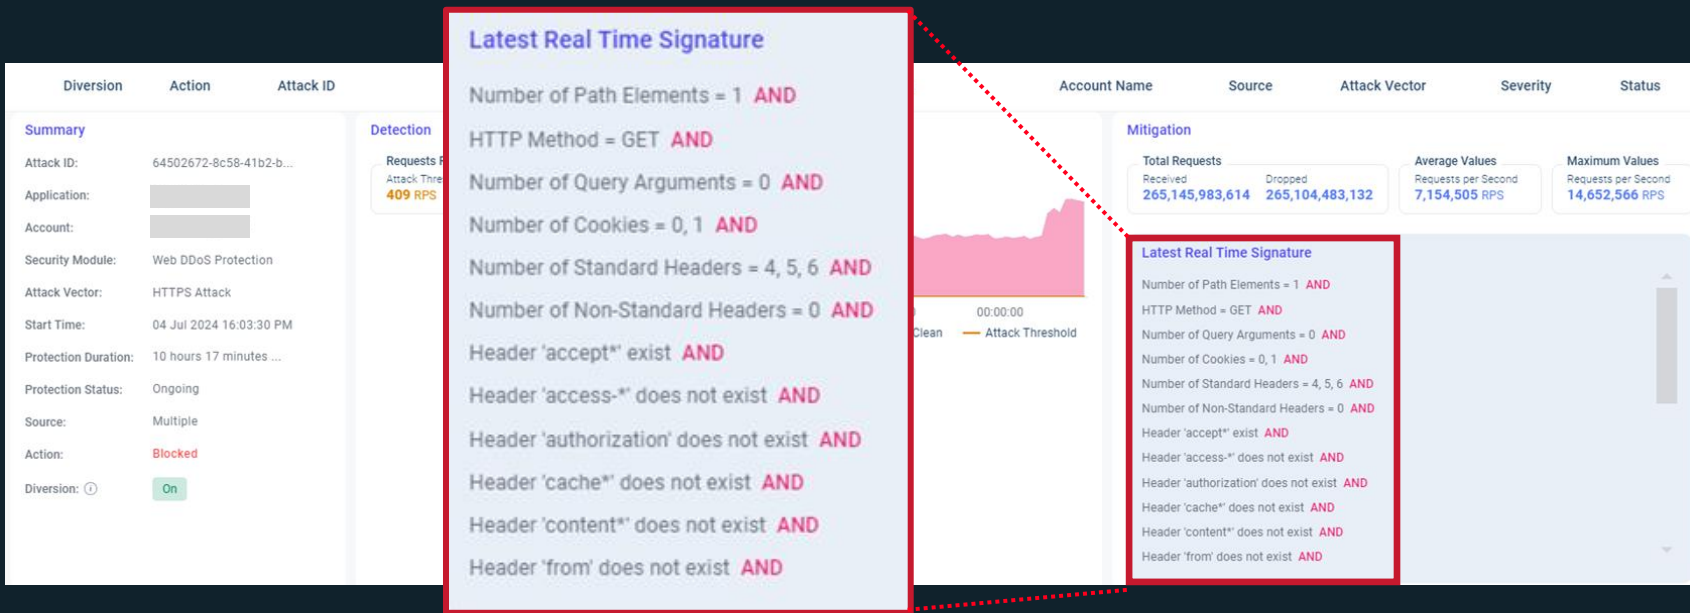 Diversion Action Attack ID Account Name Source Attack Vector Severity Status
Summary
Attack ID: 64502672-8c58-41b2-b...
Application:
Account:
Security Module: Web DDoS Protection
Attack Vector: HTTPS Attack
Start Time: 04 Jul 2024 16:03:30 PM
Protection Duration: 10 hours 17 minutes ...
Protection Status: Ongoing
Source: Multiple
Action: Blocked
Diversion: On
Detection
Requests
Attack
409 RPS
Latest Real Time Signature
Number of Path Elements = 1 AND
HTTP Method = GET AND
Number of Query Arguments = 0 AND
Number of Cookies = 0, 1 AND
Number of Standard Headers = 4, 5, 6 AND
Number of Non-Standard Headers = 0 AND
Header 'accept*' exist AND
Header 'access-*' does not exist AND
Header 'authorization' does not exist AND
Header 'cache*' does not exist AND
Header 'content*' does not exist AND
Header 'from' does not exist AND
00:00:00
Clean Attack Threshold
Mitigation
Total Requests
Received Dropped
265,145,983,614 265,104,483,132
Average Values
Requests per Second
7,154,505 RPS
Maximum Values
Requests per Second
14,652,566 RPS
Latest Real Time Signature
Number of Path Elements = 1 AND
HTTP Method = GET AND
Number of Query Arguments = 0 AND
Number of Cookies = 0, 1 AND
Number of Standard Headers = 4, 5, 6 AND
Number of Non-Standard Headers = 0 AND
Header 'accept*' exist AND
Header 'access-*' does not exist AND
Header 'authorization' does not exist AND
Header 'cache*' does not exist AND
Header 'content*' does not exist AND
Header 'from' does not exist AND